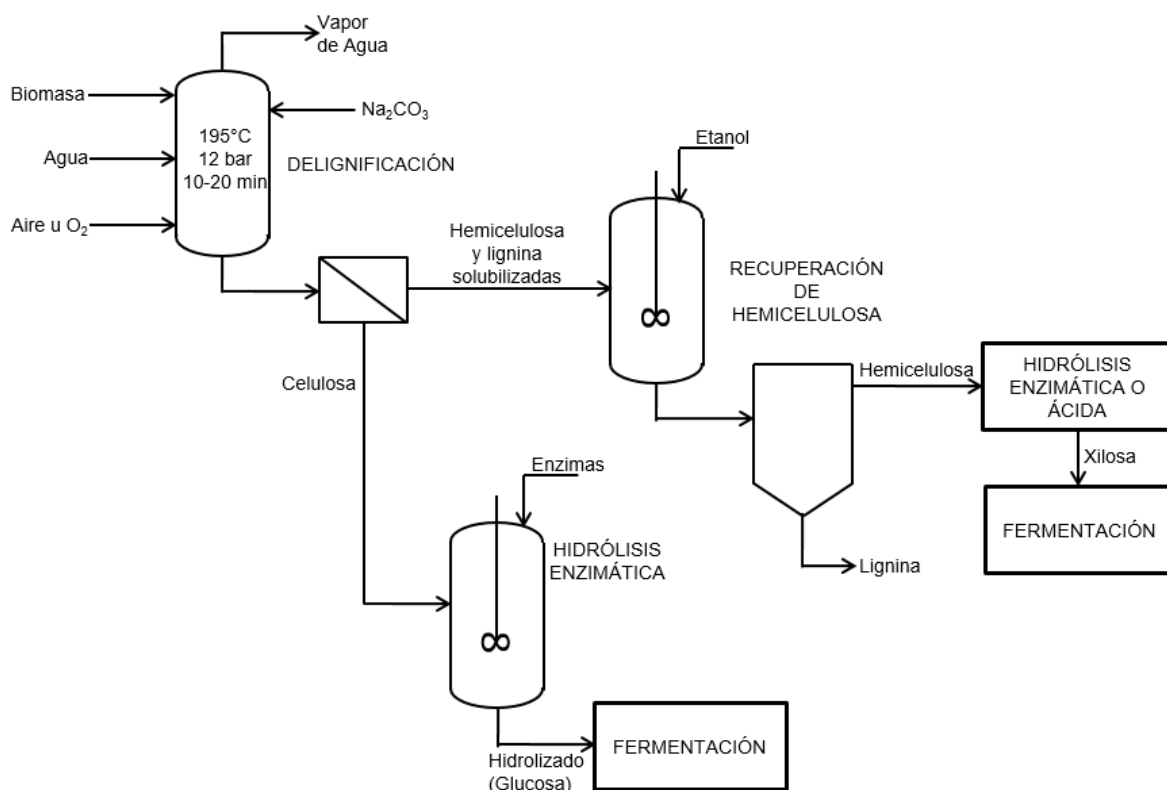 Vapor
de Agua
Biomasa
Na₂CO₃
195°C
12 bar
10-20 min
Agua
DELIGNIFICACIÓN
Aire u O₂
Etanol
Hemicelulosa
y lignina
solubilizadas
RECUPERACIÓN
DE
HEMICELULOSA
Celulosa
Hemicelulosa
HIDRÓLISIS
ENZIMÁTICA O
ÁCIDA
Xilosa
FERMENTACIÓN
Lignina
Enzimas
HIDRÓLISIS
ENZIMÁTICA
Hidrolizado
(Glucosa)
FERMENTACIÓN